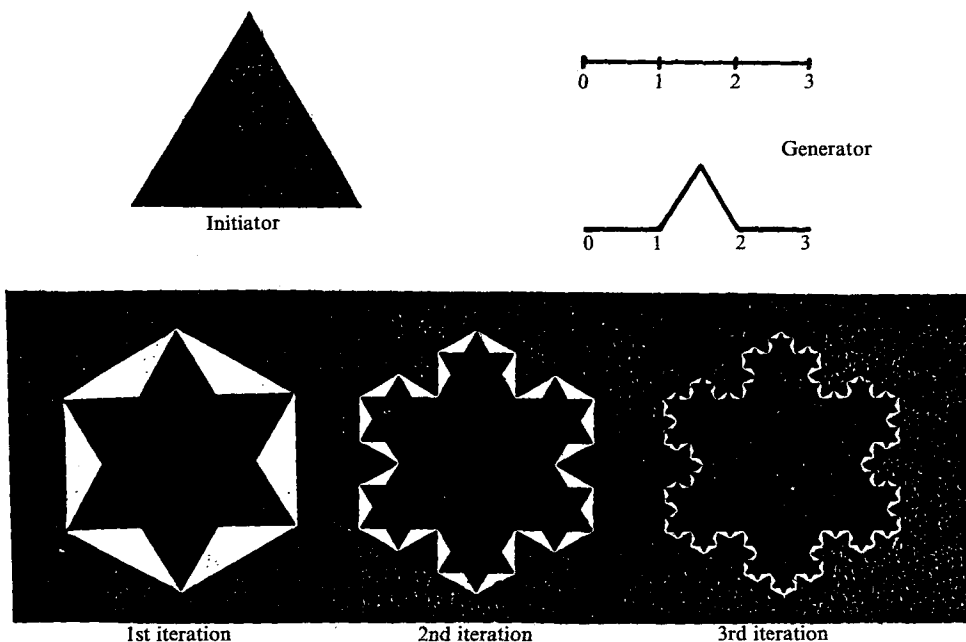 0 1 2 3
Generator
0 1 2 3
Initiator
1st iteration 2nd iteration 3rd iteration